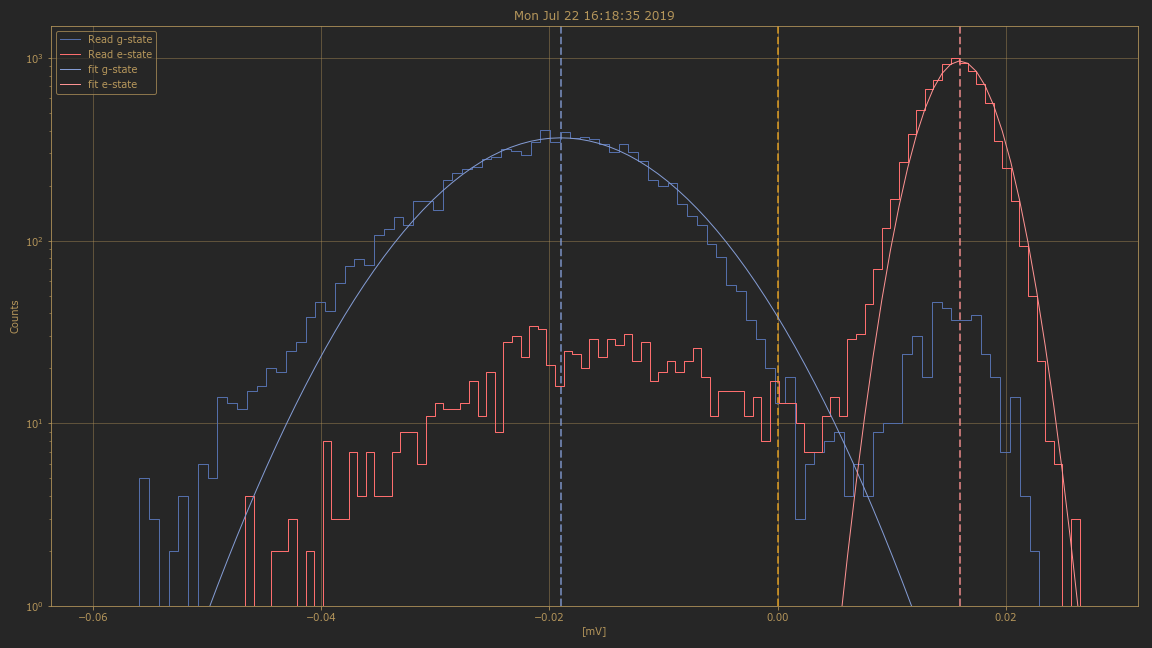 Mon Jul 22 16:18:35 2019
Read g-state
Read e-state
fit g-state
fit e-state
Counts
10³
10²
10¹
10⁰
−0.06
−0.04
−0.02
0.00
0.02
[mV]